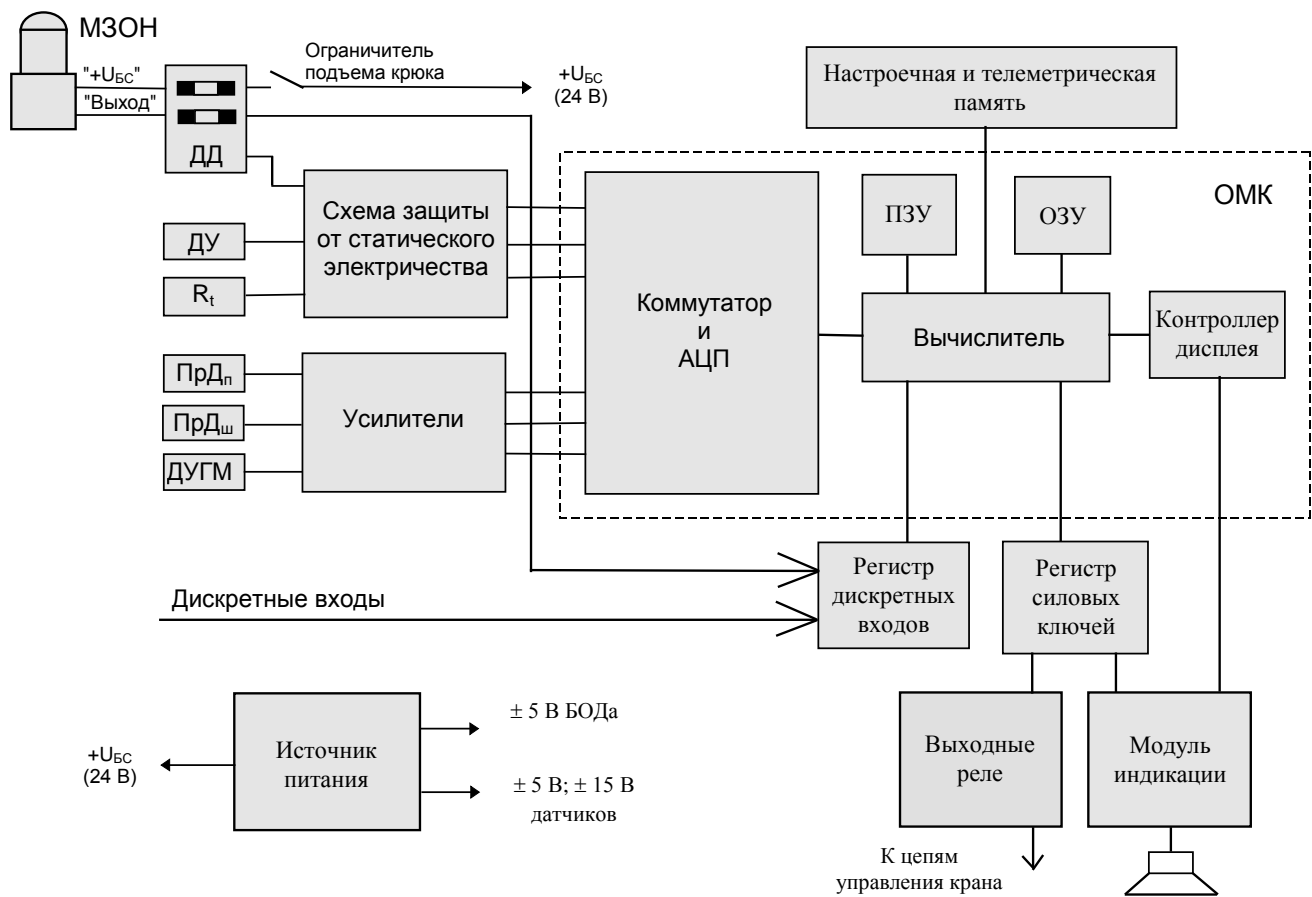 МЗОН
"+UБС"
"Выход"
Ограничитель
подъема крюка
+UБС
(24 В)
ДД
Настроечная и телеметрическая
память
ОМК
ПЗУ
ОЗУ
Схема защиты
от статического
электричества
ДУ
Rt
Коммутатор
и
АЦП
Вычислитель
Контроллер
дисплея
ПрДп
ПрДш
ДУГМ
Усилители
Дискретные входы
Регистр
дискретных
входов
Регистр
силовых
ключей
+UБС
(24 В)
Источник
питания
± 5 В БОДа
± 5 В; ± 15 В
датчиков
Выходные
реле
Модуль
индикации
К цепям
управления крана